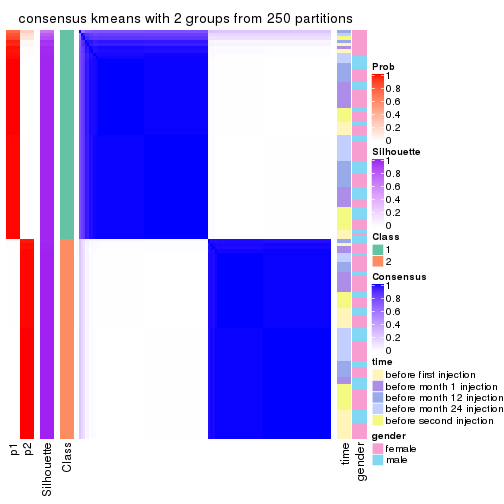 consensus kmeans with 2 groups from 250 partitions
Prob
1
0.8
0.6
0.4
0.2
0
Silhouette
1
0.8
0.6
0.4
0.2
0
Class
1
2
Consensus
1
0.8
0.6
0.4
0.2
0
time
before first injection
before month 1 injection
before month 12 injection
before month 24 injection
before second injection
gender
female
male
p1
p2
Silhouette
Class
time
gender